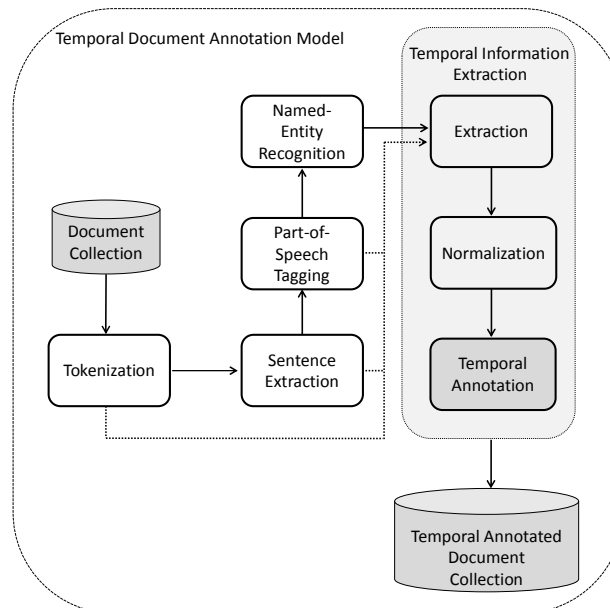 Temporal Document Annotation Model
Temporal Information
Extraction
Named-
Entity
Recognition
Extraction
Document
Collection
Part-of-
Speech
Tagging
Normalization
Tokenization
Sentence
Extraction
Temporal
Annotation
Temporal Annotated
Document
Collection